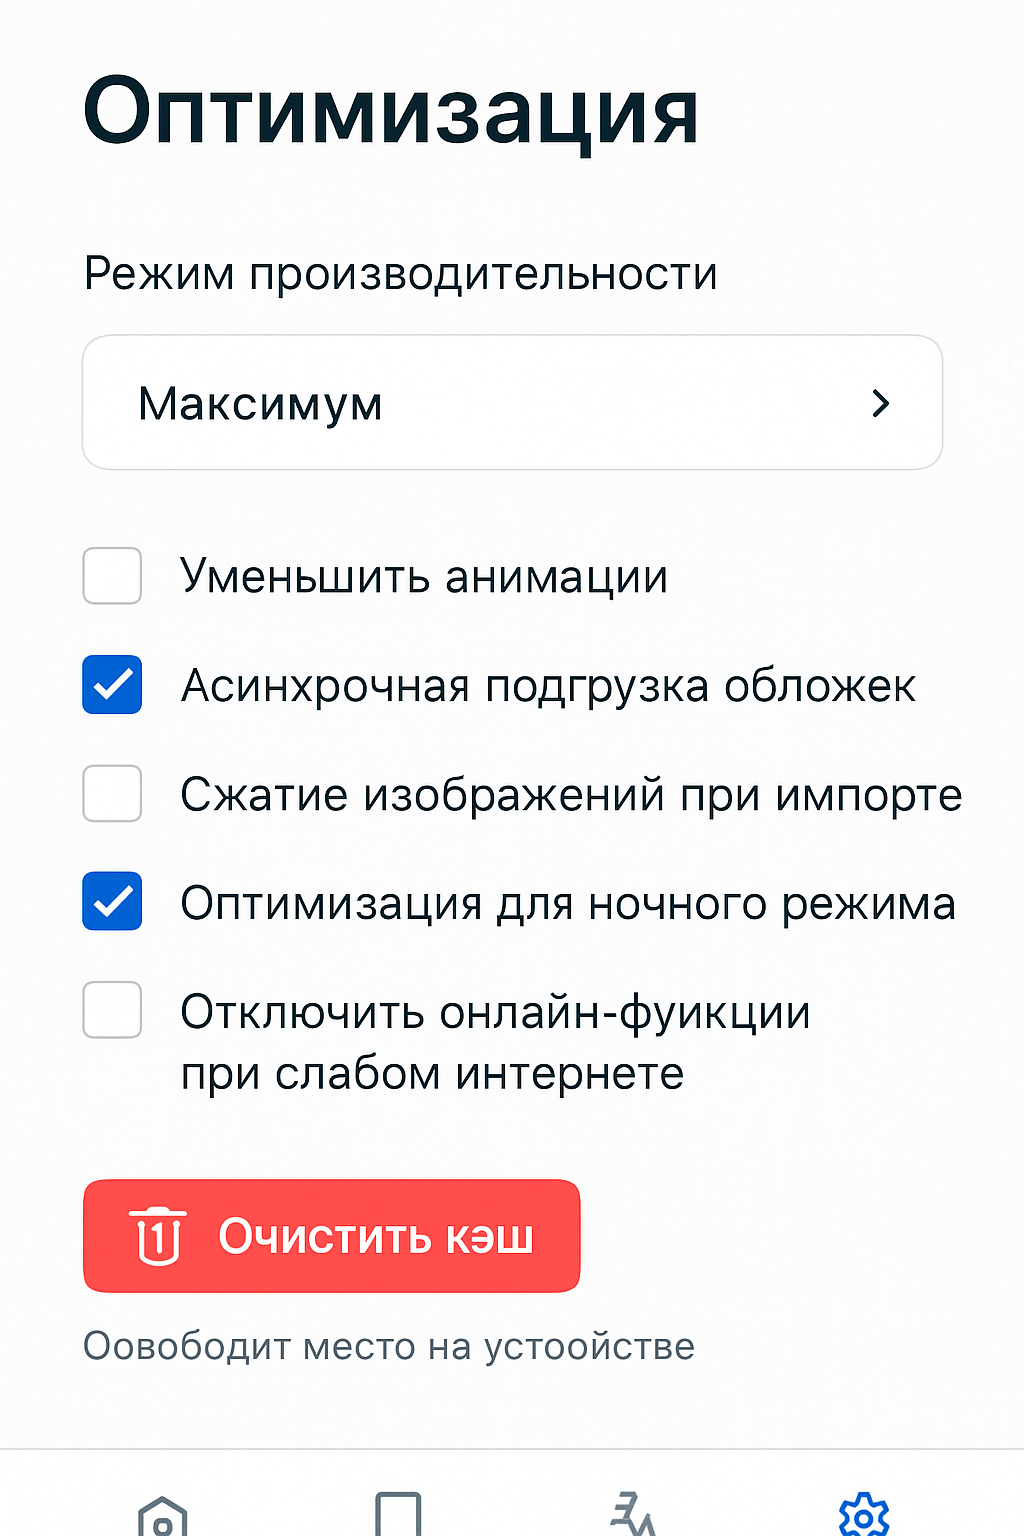 Оптимизация
Режим производительности
Максимум
Уменьшить анимации
Асинхрочная подгрузка обложек
Сжатие изображений при импорте
Оптимизация для ночного режима
Отключить онлайн-фуикции
при слабом интернете
Очистить кэш
Оовободит место на устоойстве